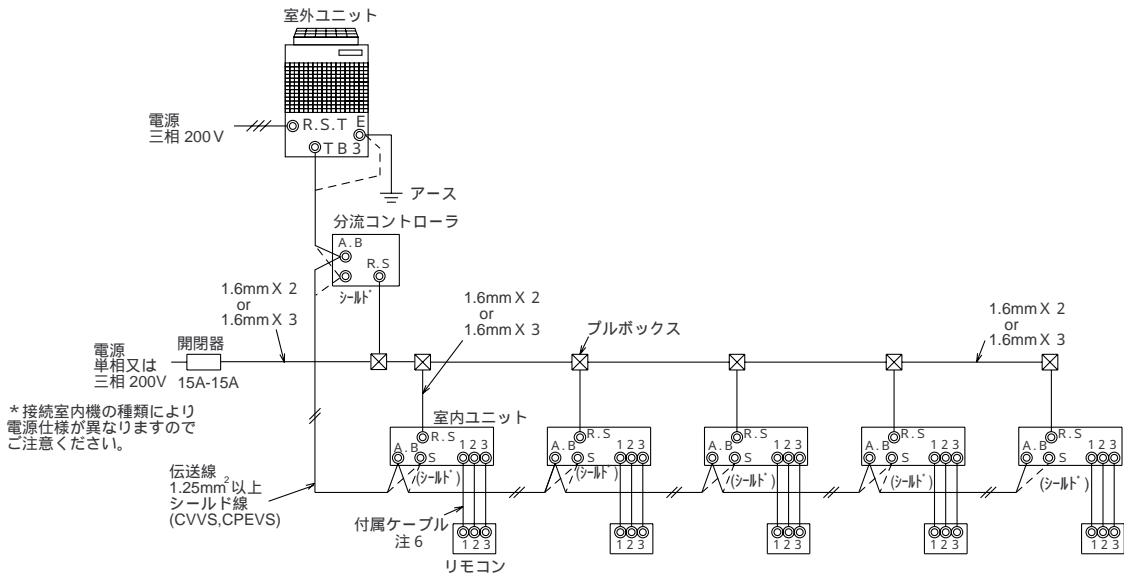 室外ユニット
電源
三相 200V
R.S.T
E
TB3
アース
分流コントローラ
A.B
R.S
ｼｰﾙﾄﾞ
1.6mm X 2
or
1.6mm X 3
1.6mm X 2
or
1.6mm X 3
プルボックス
1.6mm X 2
or
1.6mm X 3
電源
単相又は
三相 200V
開閉器
15A-15A
*接続室内機の種類により
電源仕様が異なりますので
ご注意ください。
室内ユニット
R.S
A.B
S
1 2 3
(ｼｰﾙﾄﾞ)
R.S
A.B
S
1 2 3
(ｼｰﾙﾄﾞ)
R.S
A.B
S
1 2 3
(ｼｰﾙﾄﾞ)
R.S
A.B
S
1 2 3
(ｼｰﾙﾄﾞ)
R.S
A.B
S
1 2 3
(ｼｰﾙﾄﾞ)
伝送線
1.25mm²以上
シールド線
(CVVS,CPEVS)
付属ケーブル
注 6
1 2 3
リモコン
1 2 3
1 2 3
1 2 3
1 2 3